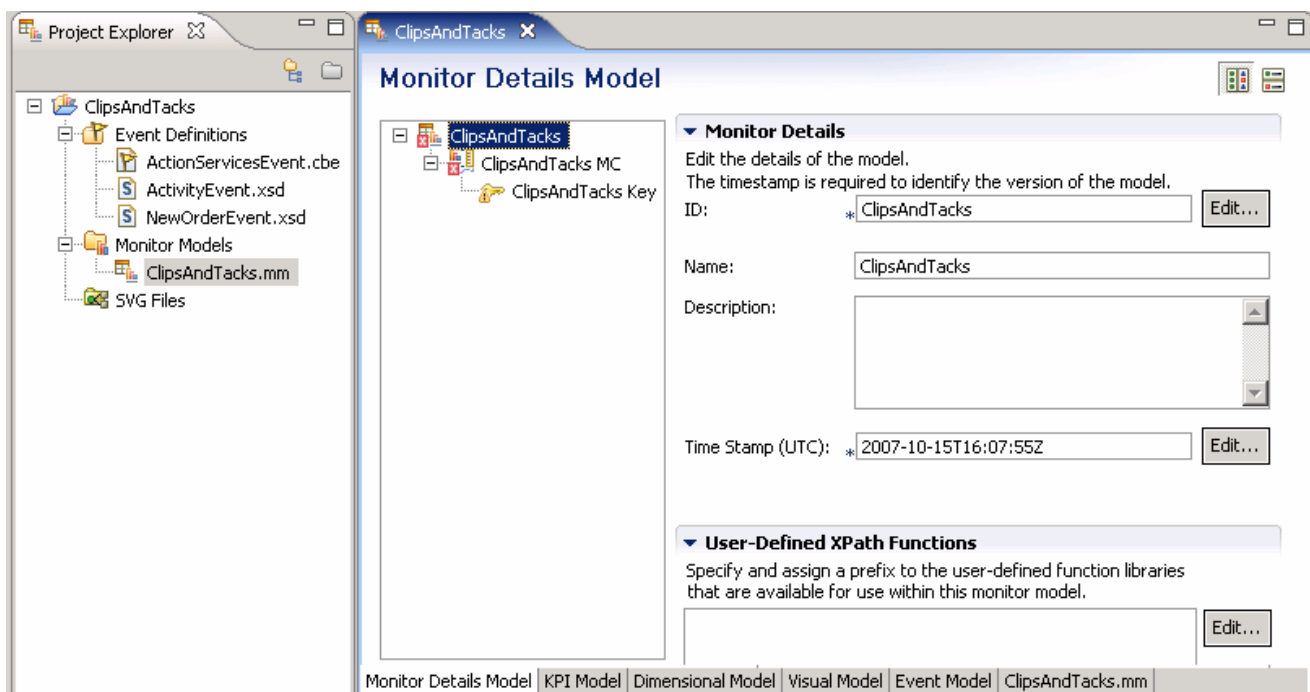 Project Explorer
ClipsAndTacks
Event Definitions
ActionServicesEvent.cbe
ActivityEvent.xsd
NewOrderEvent.xsd
Monitor Models
ClipsAndTacks.mm
SVG Files
ClipsAndTacks
Monitor Details Model
ClipsAndTacks
ClipsAndTacks MC
ClipsAndTacks Key
Monitor Details
Edit the details of the model.
The timestamp is required to identify the version of the model.
ID: * ClipsAndTacks Edit...
Name: ClipsAndTacks
Description:
Time Stamp (UTC): * 2007-10-15T16:07:55Z Edit...
User-Defined XPath Functions
Specify and assign a prefix to the user-defined function libraries
that are available for use within this monitor model.
Edit...
Monitor Details Model KPI Model Dimensional Model Visual Model Event Model ClipsAndTacks.mm